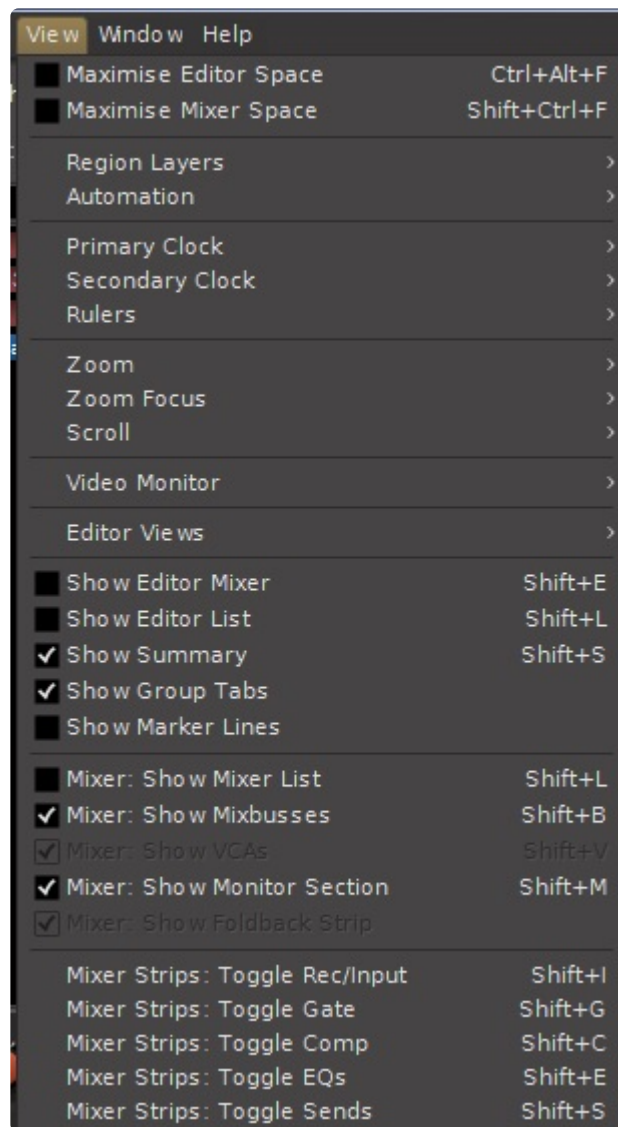 View Window Help
Maximise Editor Space Ctrl+Alt+F
Maximise Mixer Space Shift+Ctrl+F
Region Layers
Automation
Primary Clock
Secondary Clock
Rulers
Zoom
Zoom Focus
Scroll
Video Monitor
Editor Views
Show Editor Mixer Shift+E
Show Editor List Shift+L
Show Summary Shift+S
Show Group Tabs
Show Marker Lines
Mixer: Show Mixer List Shift+L
Mixer: Show Mixbusses Shift+B
Mixer: Show VCAs Shift+V
Mixer: Show Monitor Section Shift+M
Mixer: Show Foldback Strip
Mixer Strips: Toggle Rec/Input Shift+I
Mixer Strips: Toggle Gate Shift+G
Mixer Strips: Toggle Comp Shift+C
Mixer Strips: Toggle EQs Shift+E
Mixer Strips: Toggle Sends Shift+S